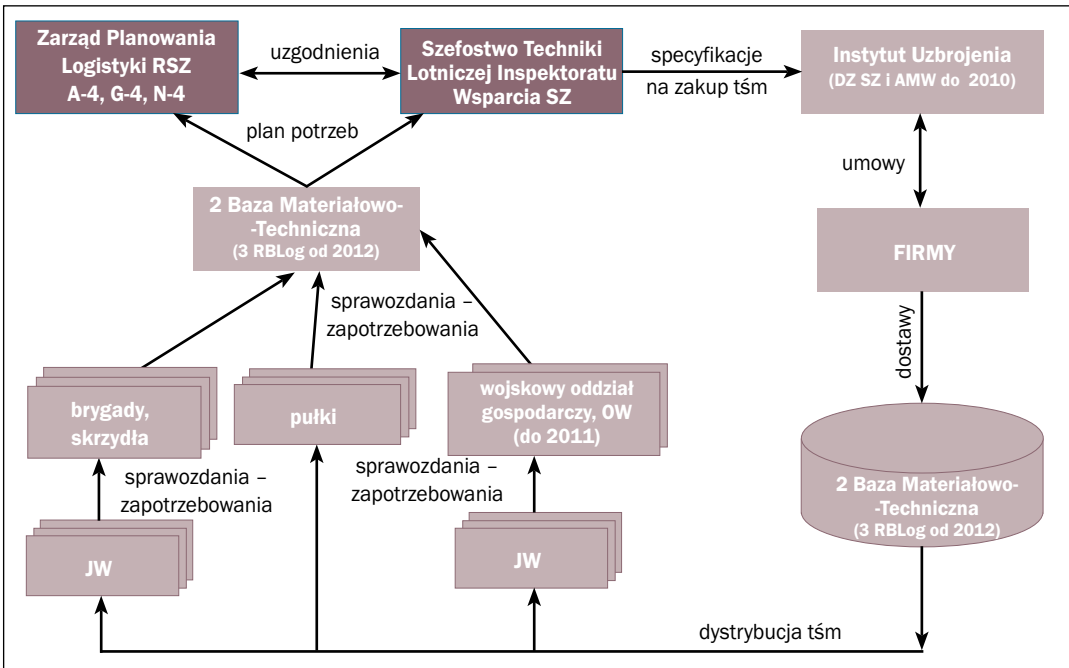 Zarząd Planowania
Logistyki RSZ
A-4, G-4, N-4
uzgodnienia
Szefostwo Techniki
Lotniczej Inspektoratu
Wsparcia SZ
specyfikacje
na zakup tśm
Instytut Uzbrojenia
(DZ SZ i AMW do 2010)
plan potrzeb
umowy
2 Baza Materiałowo-
-Techniczna
(3 RBLog od 2012)
FIRMY
sprawozdania –
zapotrzebowania
dostawy
brygady,
skrzydła
pułki
wojskowy oddział
gospodarczy, OW
(do 2011)
sprawozdania –
zapotrzebowania
sprawozdania –
zapotrzebowania
2 Baza Materiałowo-
-Techniczna
(3 RBLog od 2012)
JW
JW
dystrybucja tśm